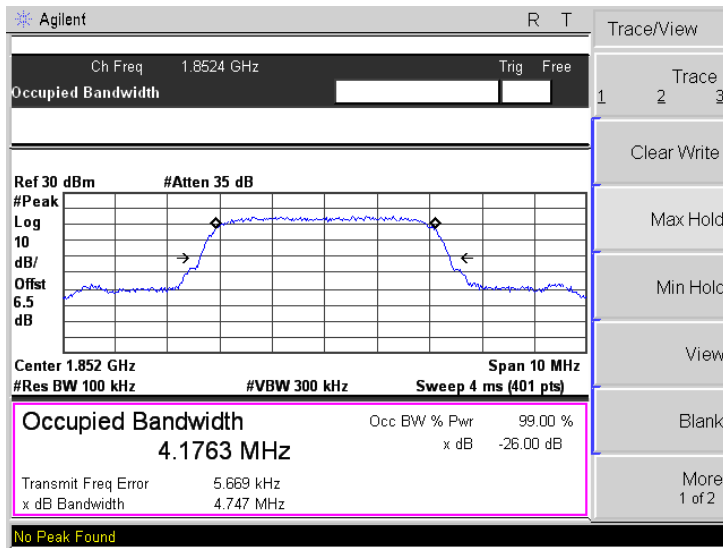 Agilent R T
Ch Freq 1.8524 GHz Trig Free
Occupied Bandwidth
Ref 30 dBm #Atten 35 dB
#Peak
Log
10
dB/
Offst
6.5
dB
Center 1.852 GHz Span 10 MHz
#Res BW 100 kHz #VBW 300 kHz Sweep 4 ms (401 pts)
Occupied Bandwidth Occ BW % Pwr 99.00 %
4.1763 MHz x dB -26.00 dB
Transmit Freq Error 5.669 kHz
x dB Bandwidth 4.747 MHz
No Peak Found
Trace/View
Trace
1 2 3
Clear Write
Max Hold
Min Hold
View
Blank
More
1 of 2